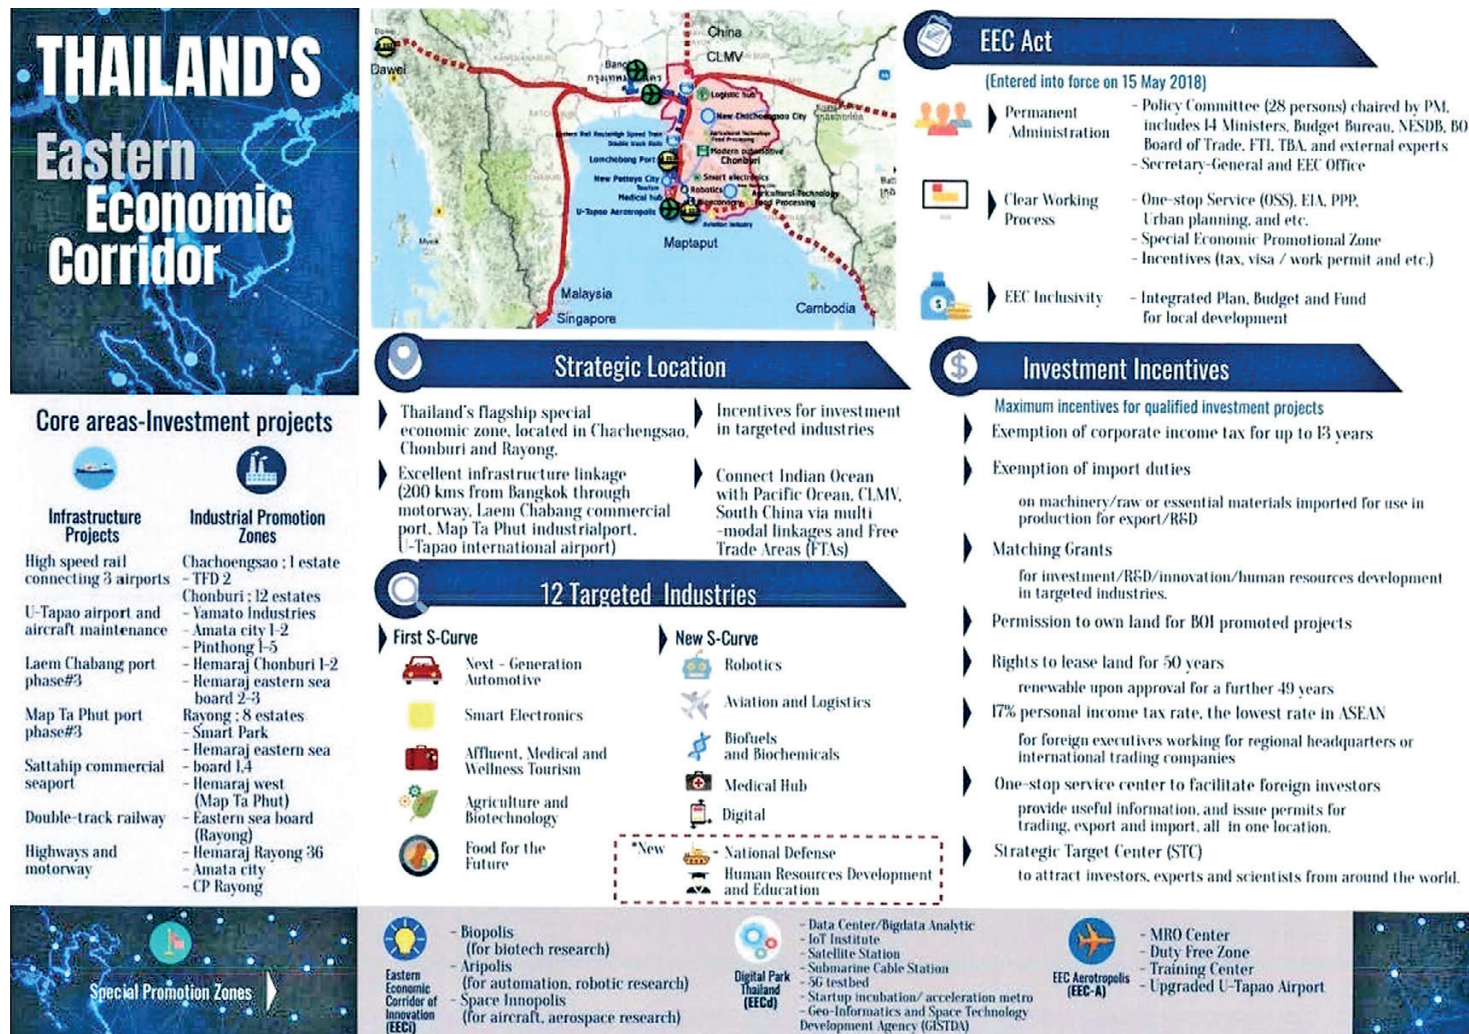 THAILAND'S
Eastern
Economic
Corridor
Dawei
China
CLMV
Logistic hub
New Chachoengsao City
Agricultural Technology
Food Processing
Modern automotive
Chonburi
Smart electronics
Robotics
Bioeconomy
Agricultural Technology
Food Processing
Aviation Industry
Double track Rails
Lamchebang Port
New Pattaya City
Tourism
Medical hub
U-Tapao Aerotropolis
Maptaput
Malaysia
Singapore
Cambodia
EEC Act
(Entered into force on 15 May 2018)
Permanent
Administration
- Policy Committee (28 persons) chaired by PM,
includes 14 Ministers, Budget Bureau, NESDB, BO
Board of Trade, FTI, TBA, and external experts
- Secretary-General and EEC Office
Clear Working
Process
- One-stop Service (OSS), EIA, PPP,
Urban planning, and etc.
- Special Economic Promotional Zone
- Incentives (tax, visa / work permit and etc.)
EEC Inclusivity
- Integrated Plan, Budget and Fund
for local development
Strategic Location
Thailand's flagship special
economic zone, located in Chachengsao,
Chonburi and Rayong.
Excellent infrastructure linkage
(200 kms from Bangkok through
motorway, Laem Chabang commercial
port, Map Ta Phut industrialport,
U-Tapao international airport)
Incentives for investment
in targeted industries
Connect Indian Ocean
with Pacific Ocean, CLMV,
South China via multi
-modal linkages and Free
Trade Areas (FTAs)
Investment Incentives
Maximum incentives for qualified investment projects
Exemption of corporate income tax for up to 13 years
Exemption of import duties
on machinery/raw or essential materials imported for use in
production for export/R&D
Matching Grants
for investment/R&D/innovation/human resources development
in targeted industries.
Permission to own land for BOI promoted projects
Rights to lease land for 50 years
renewable upon approval for a further 49 years
17% personal income tax rate, the lowest rate in ASEAN
for foreign executives working for regional headquarters or
international trading companies
One-stop service center to facilitate foreign investors
provide useful information, and issue permits for
trading, export and import, all in one location.
Strategic Target Center (STC)
to attract investors, experts and scientists from around the world.
Core areas-Investment projects
Infrastructure
Projects
High speed rail
connecting 3 airports
U-Tapao airport and
aircraft maintenance
Laem Chabang port
phase#3
Map Ta Phut port
phase#3
Sattahip commercial
seaport
Double-track railway
Highways and
motorway
Industrial Promotion
Zones
Chachoengsao : 1 estate
- TFD 2
Chonburi : 12 estates
- Yamato Industries
- Amata city 1-2
- Pinthong 1-5
- Hemaraj Chonburi 1-2
- Hemaraj eastern sea
board 2-3
Rayong : 8 estates
- Smart Park
- Hemaraj eastern sea
- board 1,4
- Hemaraj west
(Map Ta Phut)
- Eastern sea board
(Rayong)
- Hemaraj Rayong 36
- Amata city
- CP Rayong
12 Targeted Industries
First S-Curve
Next - Generation
Automotive
Smart Electronics
Affluent, Medical and
Wellness Tourism
Agriculture and
Biotechnology
Food for the
Future
New S-Curve
Robotics
Aviation and Logistics
Biofuels
and Biochemicals
Medical Hub
Digital
*New
National Defense
Human Resources Development
and Education
Special Promotion Zones
Eastern
Economic
Corridor of
Innovation
(EECi)
- Biopolis
(for biotech research)
- Aripolis
(for automation, robotic research)
- Space Innopolis
(for aircraft, aerospace research)
Digital Park
Thailand
(EECd)
- Data Center/Bigdata Analytic
- IoT Institute
- Satellite Station
- Submarine Cable Station
- 5G testbed
- Startup incubation/ acceleration metro
- Geo-Informatics and Space Technology
Development Agency (GISTDA)
EEC Aerotropolis
(EEC-A)
- MRO Center
- Duty Free Zone
- Training Center
- Upgraded U-Tapao Airport